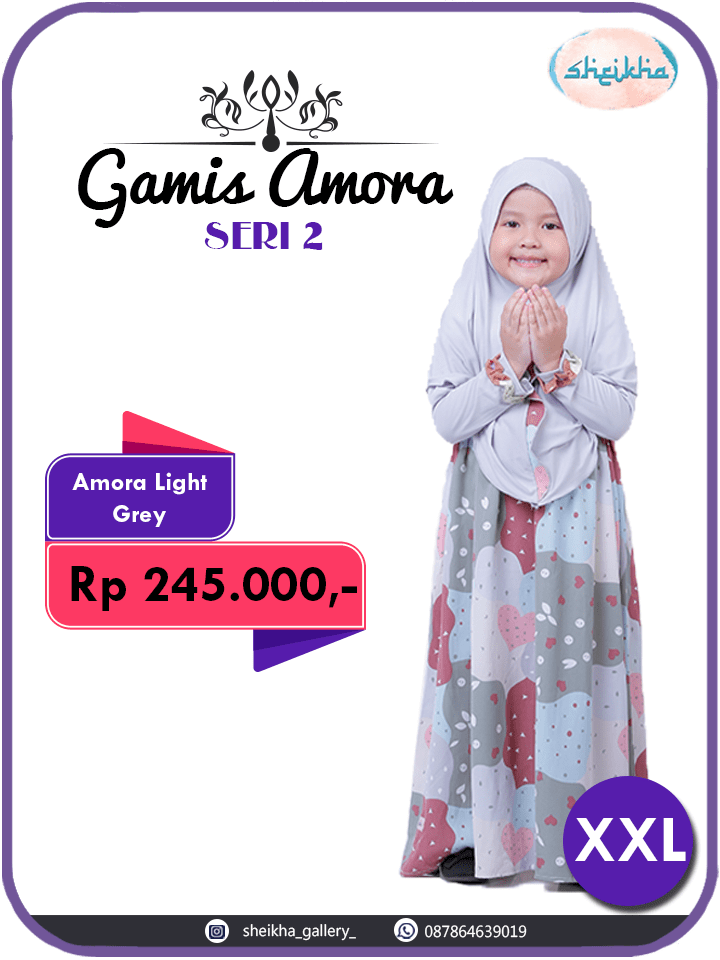 sheikha
Gamis Amora
SERI 2
Amora Light
Grey
Rp 245.000,-
XXL
sheikha_gallery_
087864639019